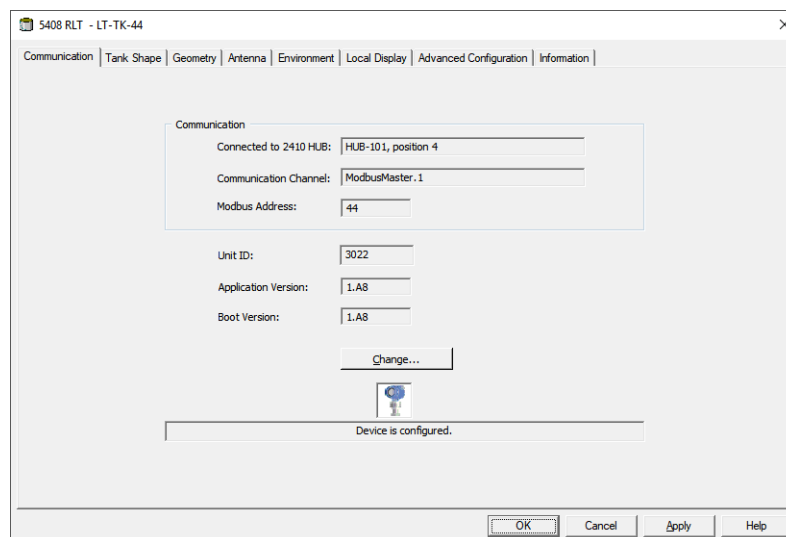 5408 RLT - LT-TK-44
Communication Tank Shape Geometry Antenna Environment Local Display Advanced Configuration Information
Communication
Connected to 2410 HUB: HUB-101, position 4
Communication Channel: ModbusMaster.1
Modbus Address: 44
Unit ID: 3022
Application Version: 1.A8
Boot Version: 1.A8
Change...
Device is configured.
OK Cancel Apply Help